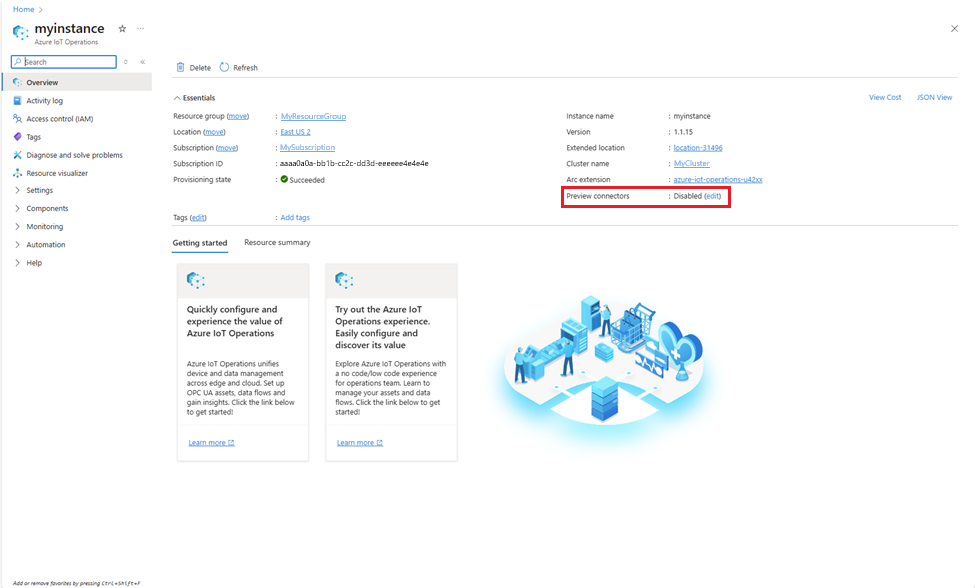 Home
myinstance
Azure IoT Operations
Search
Overview
Activity log
Access control (IAM)
Tags
Diagnose and solve problems
Resource visualizer
Settings
Components
Monitoring
Automation
Help
Delete
Refresh
Essentials
View Cost
JSON View
Resource group (move) : MyResourceGroup
Location (move) : East US 2
Subscription (move) : MySubscription
Subscription ID : aaaa0a0a-bb1b-cc2c-dd3d-eeeeee4e4e4e
Provisioning state : Succeeded
Instance name : myinstance
Version : 1.1.15
Extended location : location-31496
Cluster name : MyCluster
Arc extension : azure-iot-operations-u42xx
Preview connectors : Disabled (edit)
Tags (edit) : Add tags
Getting started
Resource summary
Quickly configure and
experience the value of
Azure IoT Operations
Azure IoT Operations unifies
device and data management
across edge and cloud. Set up
OPC UA assets, data flows and
gain insights. Click the link below
to get started!
Learn more
Try out the Azure IoT
Operations experience.
Easily configure and
discover its value
Explore Azure IoT Operations with
a no code/low code experience
for operations team. Learn to
manage your assets and data
flows. Click the link below to get
started!
Learn more
Add or remove favorites by pressing Ctrl+Shift+F